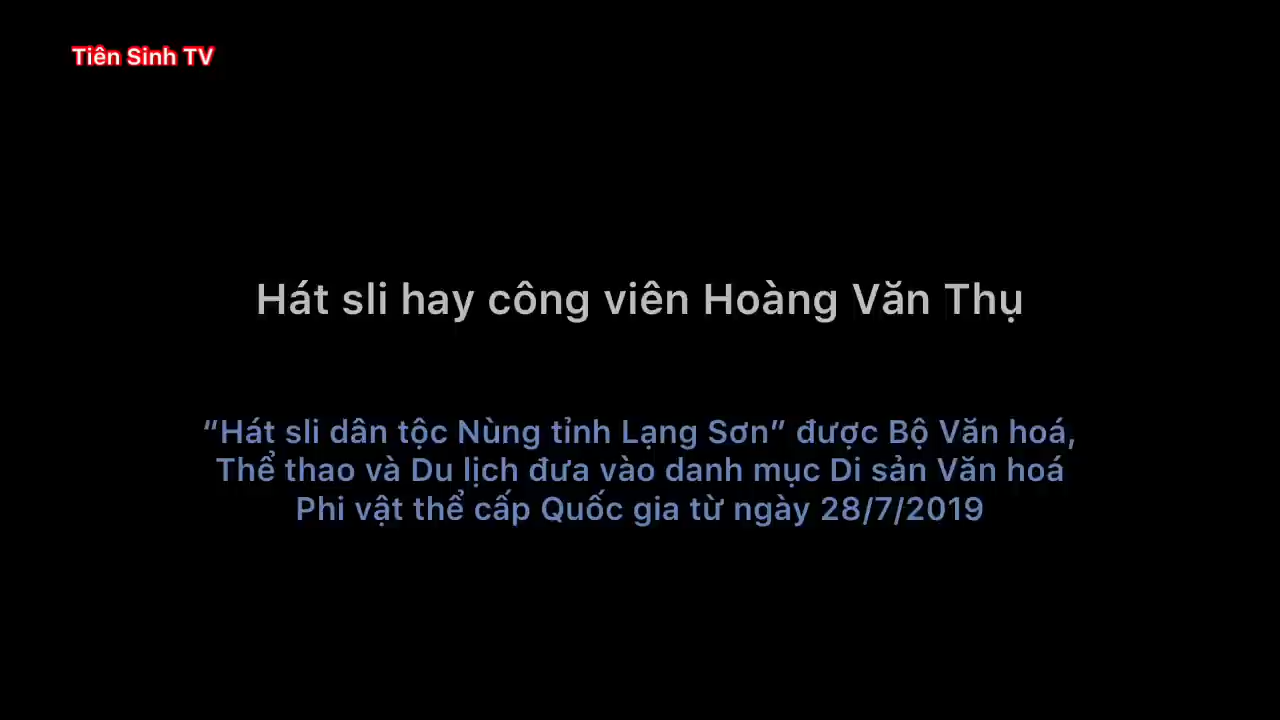 Tiên Sinh TV
Hát sli hay công viên Hoàng Văn Thụ
“Hát sli dân tộc Nùng tỉnh Lạng Sơn” được Bộ Văn hoá,
Thể thao và Du lịch đưa vào danh mục Di sản Văn hoá
Phi vật thể cấp Quốc gia từ ngày 28/7/2019